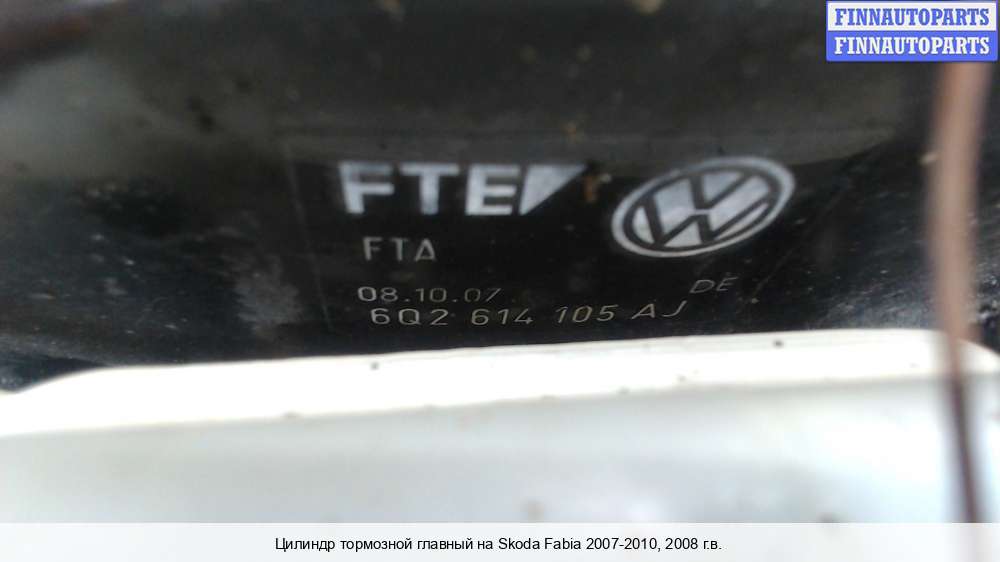 FINNAUTOPARTS
FINNAUTOPARTS
FTE
FTA
08.10.07 DE
6Q2 614 105 AJ
Цилиндр тормозной главный на Skoda Fabia 2007-2010, 2008 г.в.